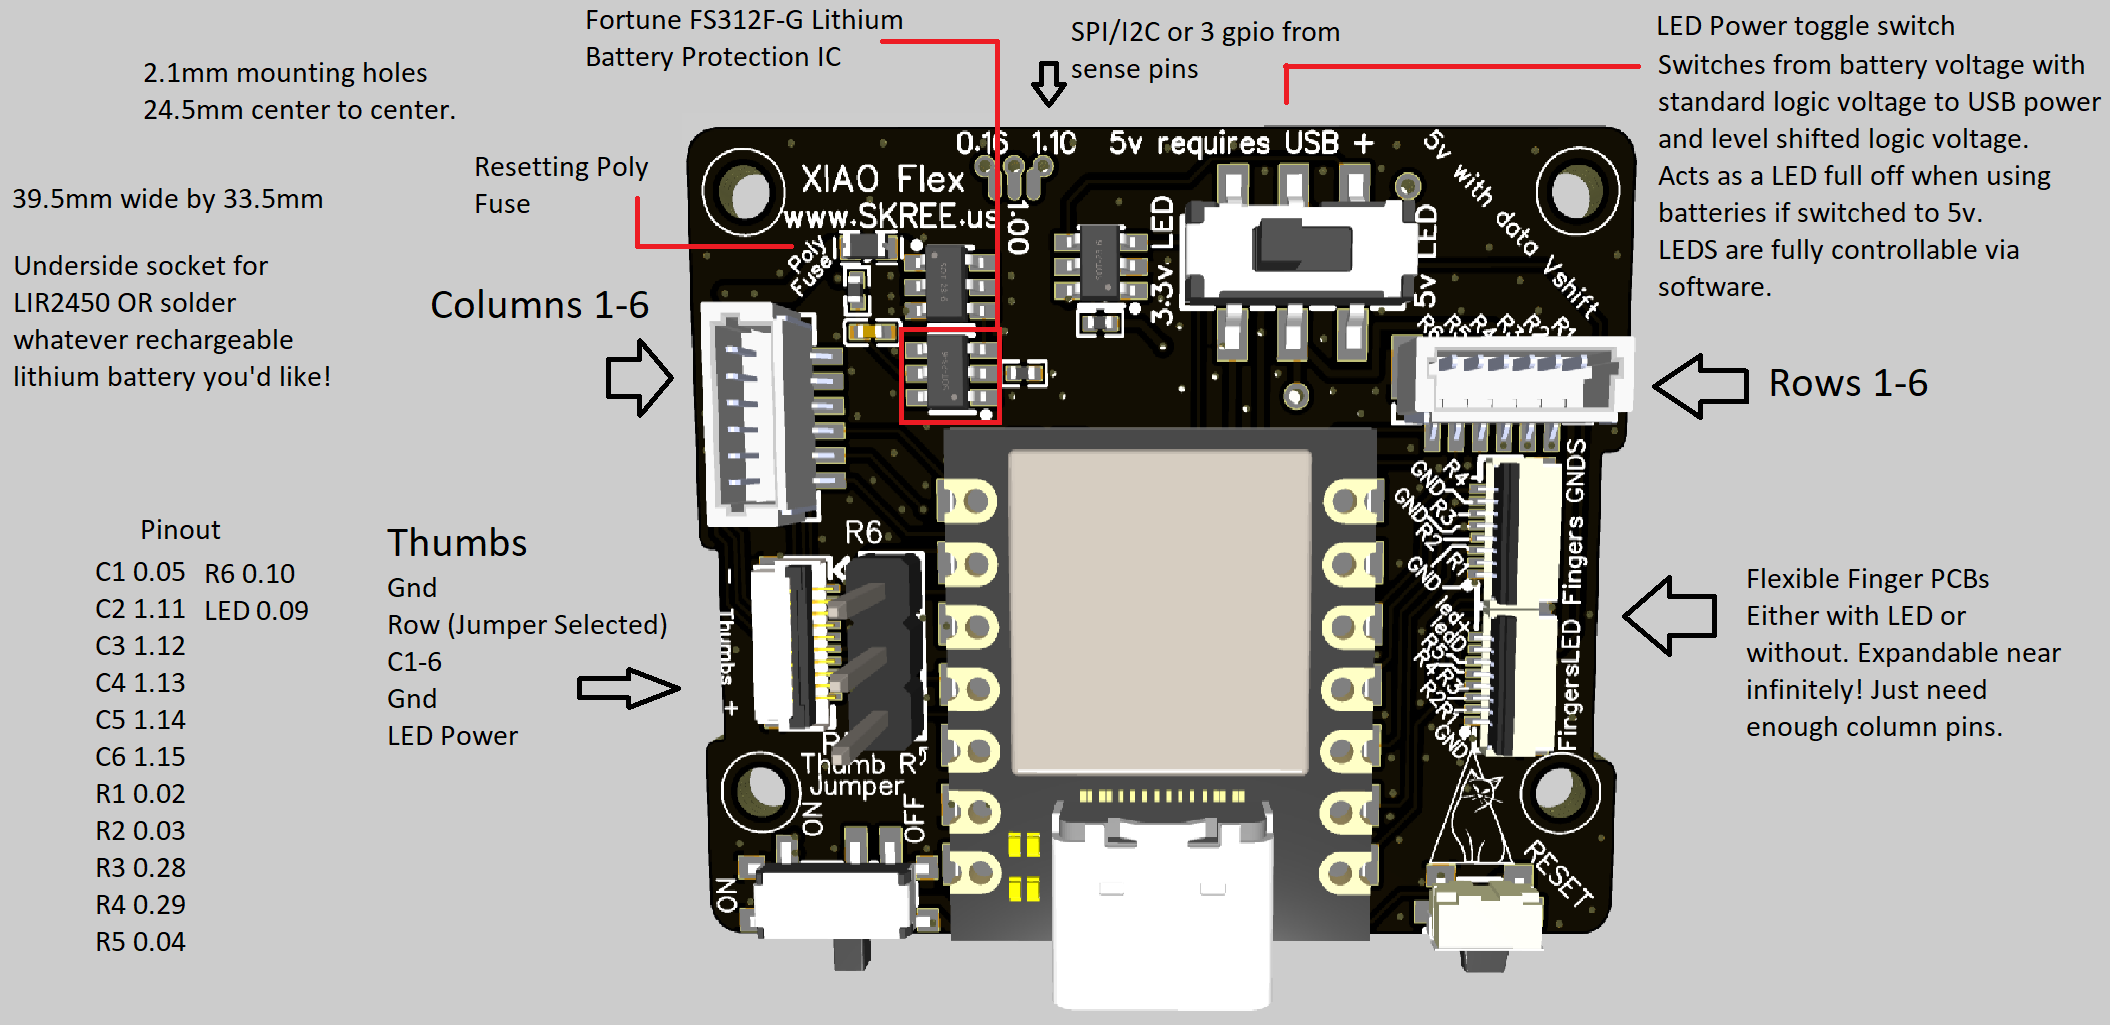 Fortune FS312F-G Lithium
Battery Protection IC
SPI/I2C or 3 gpio from
sense pins
LED Power toggle switch
Switches from battery voltage with
standard logic voltage to USB power
and level shifted logic voltage.
Acts as a LED full off when using
batteries if switched to 5v.
LEDS are fully controllable via
software.
2.1mm mounting holes
24.5mm center to center.
Resetting Poly
Fuse
39.5mm wide by 33.5mm
Underside socket for
LIR2450 OR solder
whatever rechargeable
lithium battery you'd like!
Columns 1-6
Rows 1-6
Pinout
C1 0.05
C2 1.11
C3 1.12
C4 1.13
C5 1.14
C6 1.15
R1 0.02
R2 0.03
R3 0.28
R4 0.29
R5 0.04
R6 0.10
LED 0.09
Thumbs
Gnd
Row (Jumper Selected)
C1-6
Gnd
LED Power
Flexible Finger PCBs
Either with LED or
without. Expandable near
infinitely! Just need
enough column pins.
0.16 1.10 5v requires USB +
XIAO Flex
www.SKREE.us
1.00
Poly
Fuse
3.3v LED
5v LED
5v with data Vshift
R6
- Thumbs +
Thumb R
Jumper
ON
OFF
ON
GND
R4
GND
R3
GND
R2
R1
GND
Fingers GNDS
led+
R3
R2
R1
GND
FingersLED
RESET